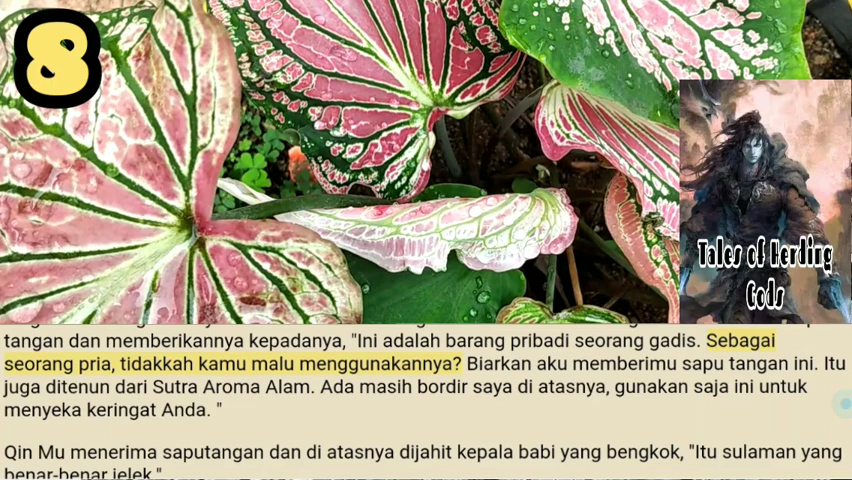 8
Tales of Herding
Gods
tangan dan memberikannya kepadanya, "Ini adalah barang pribadi seorang gadis. Sebagai
seorang pria, tidakkah kamu malu menggunakannya? Biarkan aku memberimu sapu tangan ini. Itu
juga ditenun dari Sutra Aroma Alam. Ada masih bordir saya di atasnya, gunakan saja ini untuk
menyeka keringat Anda. "
Qin Mu menerima saputangan dan di atasnya dijahit kepala babi yang bengkok, "Itu sulaman yang
benar-benar jelek."